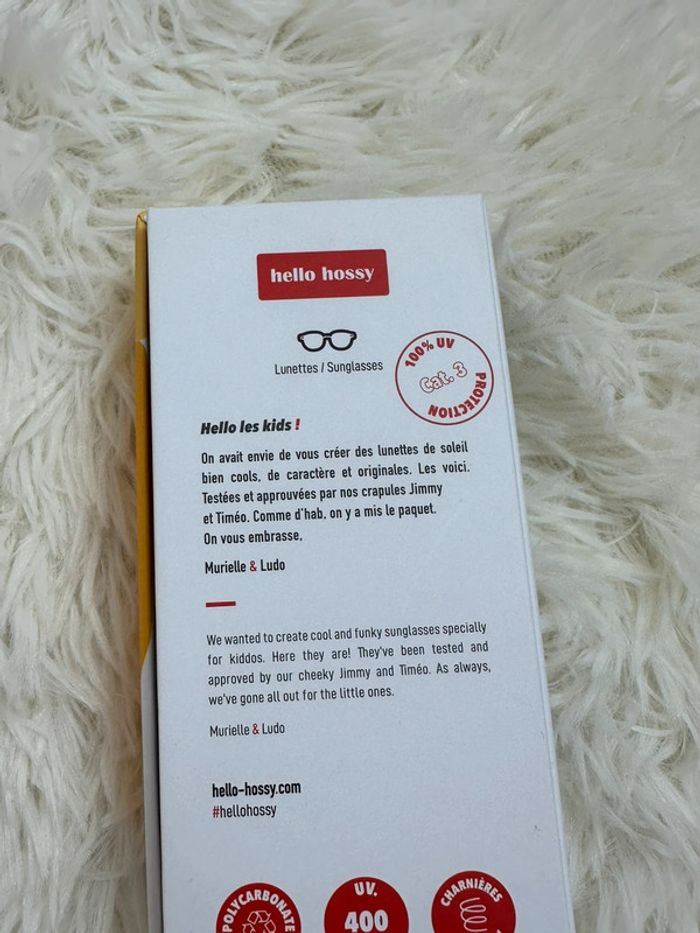 hello hossy
Lunettes / Sunglasses
100% UV
Cat. 3
PROTECTION
Hello les kids !
On avait envie de vous créer des lunettes de soleil
bien cools, de caractère et originales. Les voici.
Testées et approuvées par nos crapules Jimmy
et Timéo. Comme d'hab, on y a mis le paquet.
On vous embrasse,
Murielle & Ludo
We wanted to create cool and funky sunglasses specially
for kiddos. Here they are! They've been tested and
approved by our cheeky Jimmy and Timéo. As always,
we've gone all out for the little ones.
Murielle & Ludo
hello-hossy.com
#hellohossy
POLYCARBONATE
UV.
400
CHARNIÈRES